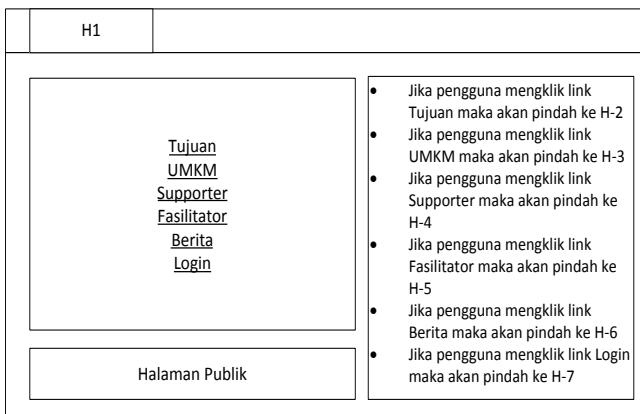 H1
Tujuan
UMKM
Supporter
Fasilitator
Berita
Login
Halaman Publik
• Jika pengguna mengklik link
Tujuan maka akan pindah ke H-2
• Jika pengguna mengklik link
UMKM maka akan pindah ke H-3
• Jika pengguna mengklik link
Supporter maka akan pindah ke
H-4
• Jika pengguna mengklik link
Fasilitator maka akan pindah ke
H-5
• Jika pengguna mengklik link
Berita maka akan pindah ke H-6
• Jika pengguna mengklik link Login
maka akan pindah ke H-7